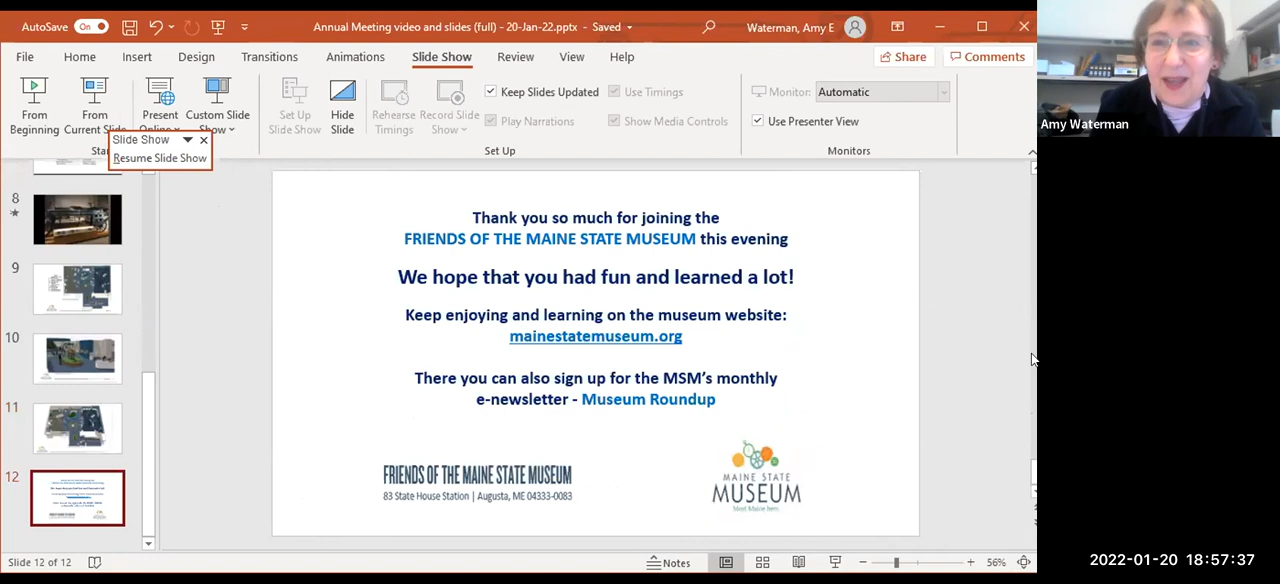 AutoSave On
Annual Meeting video and slides (full) - 20-Jan-22.pptx - Saved
Waterman, Amy E
File Home Insert Design Transitions Animations Slide Show Review View Help
Share Comments
From Beginning
From Current Slide
Present Online
Custom Slide Show
Set Up Slide Show
Hide Slide
Rehearse Timings
Record Slide Show
Keep Slides Updated
Play Narrations
Use Timings
Show Media Controls
Monitor: Automatic
Use Presenter View
Set Up
Monitors
Slide Show
Resume Slide Show
Amy Waterman
8
9
10
11
12
Thank you so much for joining the
FRIENDS OF THE MAINE STATE MUSEUM this evening
We hope that you had fun and learned a lot!
Keep enjoying and learning on the museum website:
mainestatemuseum.org
There you can also sign up for the MSM's monthly
e-newsletter - Museum Roundup
FRIENDS OF THE MAINE STATE MUSEUM
83 State House Station | Augusta, ME 04333-0083
MAINE STATE
MUSEUM
Meet Maine here.
Slide 12 of 12
Notes
56%
2022-01-20 18:57:37